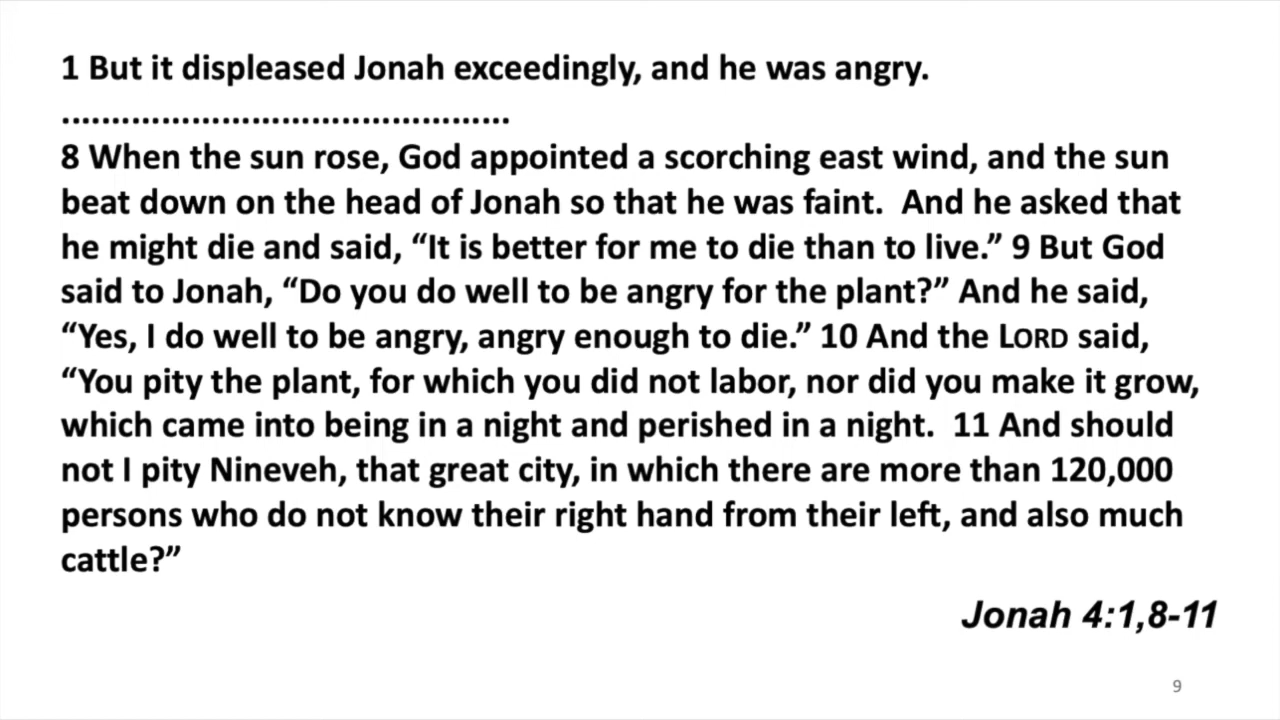 1 But it displeased Jonah exceedingly, and he was angry.
.............................................
8 When the sun rose, God appointed a scorching east wind, and the sun
beat down on the head of Jonah so that he was faint.  And he asked that
he might die and said, “It is better for me to die than to live.” 9 But God
said to Jonah, “Do you do well to be angry for the plant?” And he said,
“Yes, I do well to be angry, angry enough to die.” 10 And the LORD said,
“You pity the plant, for which you did not labor, nor did you make it grow,
which came into being in a night and perished in a night.  11 And should
not I pity Nineveh, that great city, in which there are more than 120,000
persons who do not know their right hand from their left, and also much
cattle?”
Jonah 4:1,8-11
9